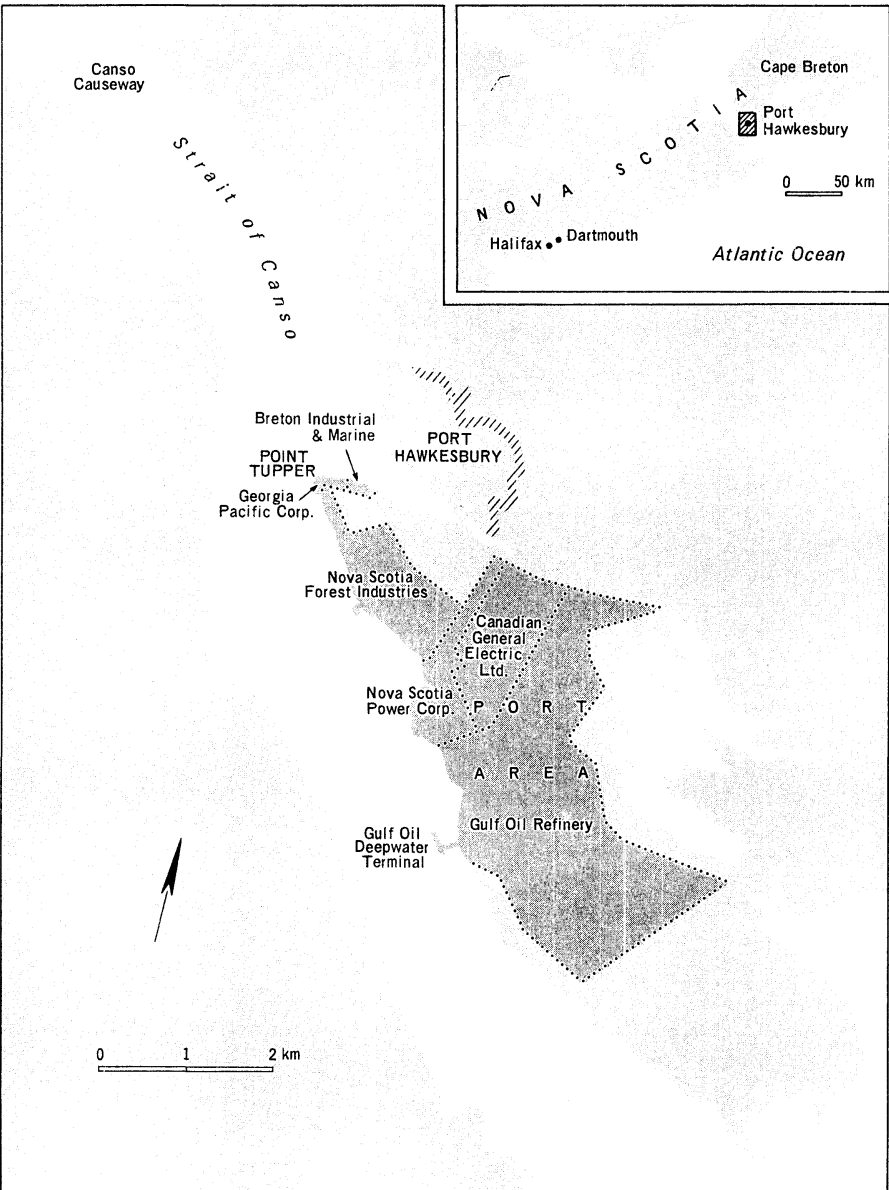 Canso
Causeway
Strait of Canso
Cape Breton
NOVA SCOTIA
Port
Hawkesbury
0 50 km
Halifax
Dartmouth
Atlantic Ocean
Breton Industrial
& Marine
PORT
HAWKESBURY
POINT
TUPPER
Georgia
Pacific Corp.
Nova Scotia
Forest Industries
Canadian
General
Electric
Ltd.
Nova Scotia
Power Corp.
PORT
AREA
Gulf Oil Refinery
Gulf Oil
Deepwater
Terminal
0 1 2 km